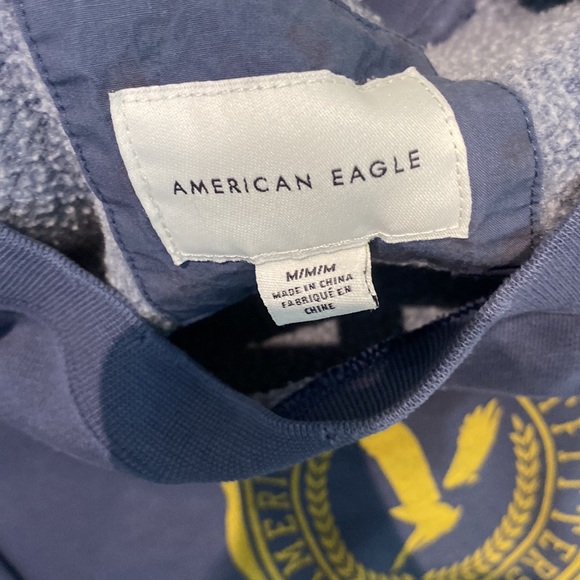 AMERICAN EAGLE
M/M/M
MADE IN CHINA
FABRIQUÉ EN
CHINE